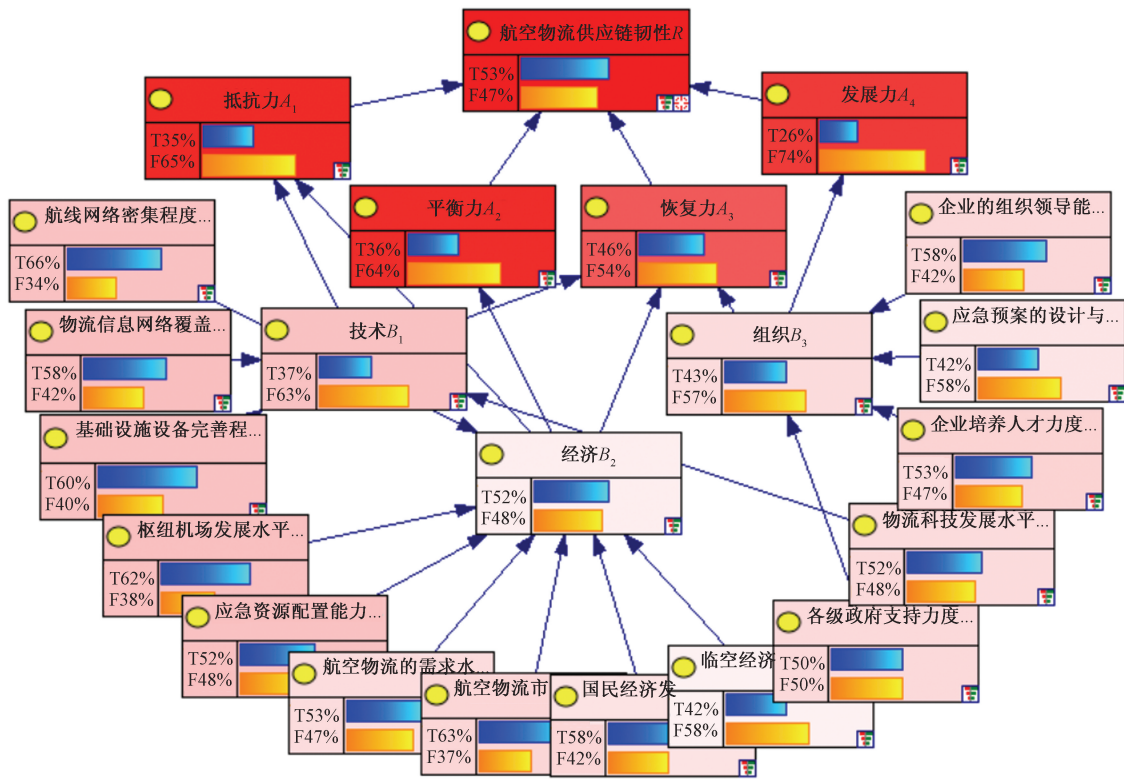 航空物流供应链韧性R
T53%
F47%
抵抗力A₁
T35%
F65%
发展力A₄
T26%
F74%
平衡力A₂
T36%
F64%
恢复力A₃
T46%
F54%
航线网络密集程度...
T66%
F34%
企业的组织领导能...
T58%
F42%
物流信息网络覆盖...
T58%
F42%
技术B₁
T37%
F63%
组织B₃
T43%
F57%
应急预案的设计与...
T42%
F58%
基础设施设备完善程...
T60%
F40%
经济B₂
T52%
F48%
企业培养人才力度...
T53%
F47%
枢纽机场发展水平...
T62%
F38%
物流科技发展水平...
T52%
F48%
应急资源配置能力...
T52%
F48%
各级政府支持力度...
T50%
F50%
航空物流的需求水
T53%
F47%
航空物流市
T63%
F37%
国民经济发
T58%
F42%
临空经济
T42%
F58%